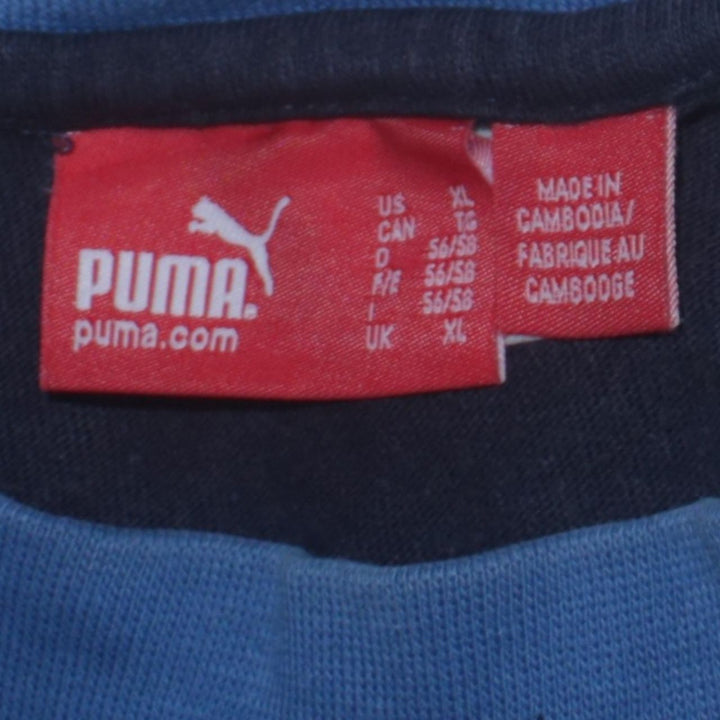 PUMA.
puma.com
US XL
CAN TG
D 56/58
F/E 56/58
I 56/58
UK XL
MADE IN
CAMBODIA/
FABRIQUE AU
CAMBODGE